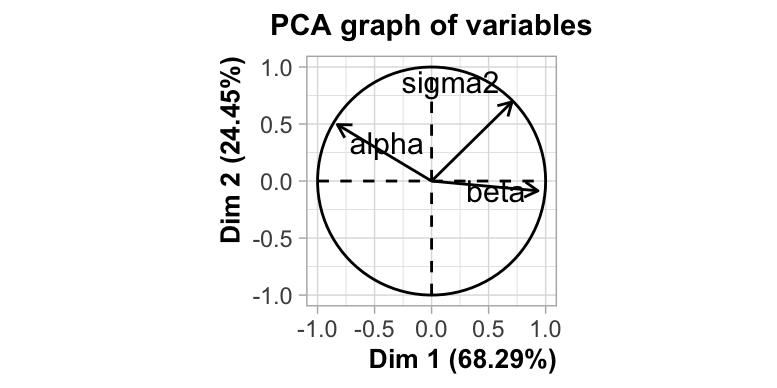 PCA graph of variables
Dim 2 (24.45%)
1.0
0.5
0.0
-0.5
-1.0
sigma2
alpha
beta
-1.0 -0.5 0.0 0.5 1.0
Dim 1 (68.29%)